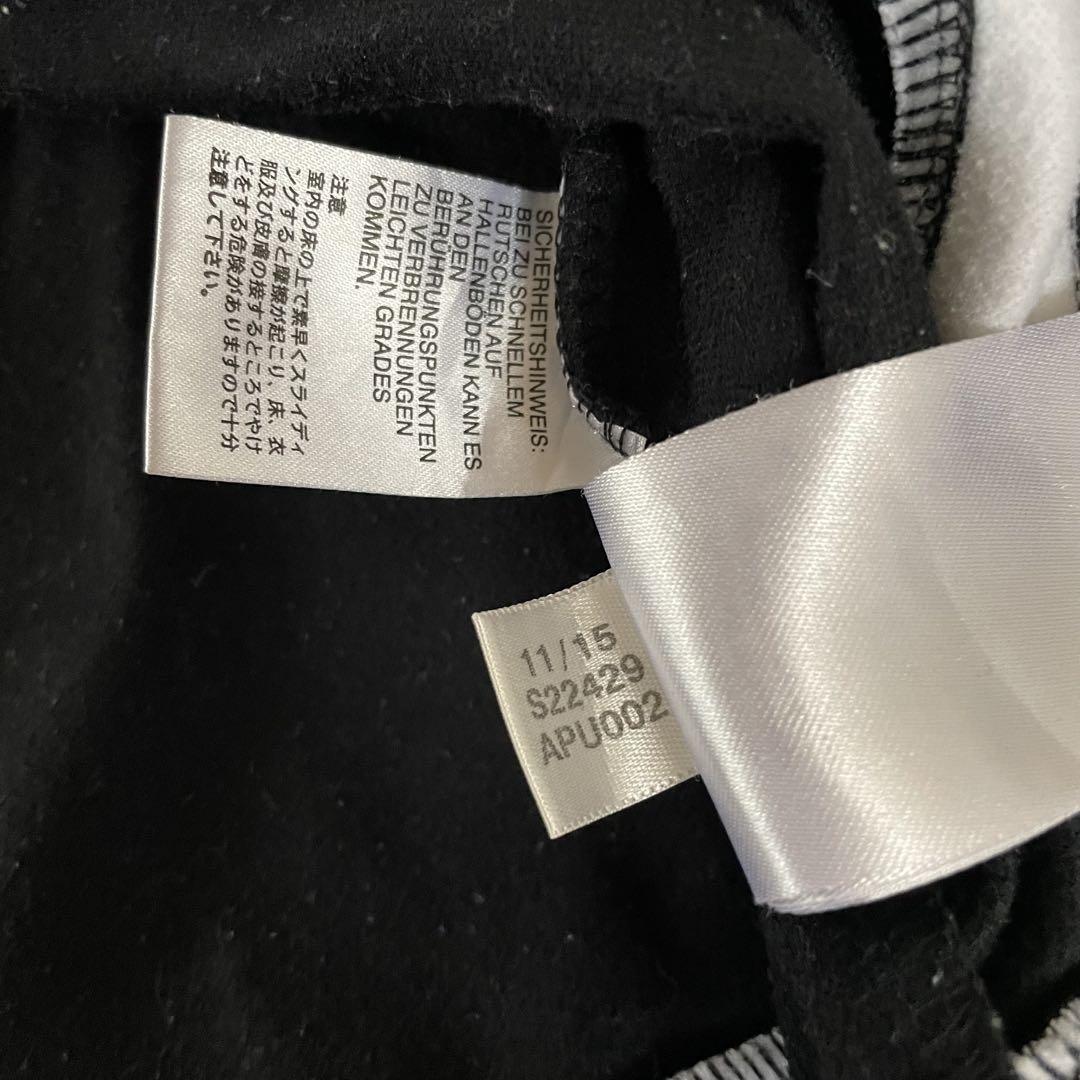 SICHERHEITSHINWEIS:
BEI ZU SCHNELLEM
RUTSCHEN AUF
HALLENBÖDEN KANN ES
AN DEN
BERÜHRUNGSPUNKTEN
ZU VERBRENNUNGEN
LEICHTEN GRADES
KOMMEN.
注意
室内の床の上で素早くスライディ
ングすると摩擦が起こり、床、衣
服及び皮膚の接するところでやけ
どをする危険がありますので十分
注意して下さい。
11/15
S22429
APU002